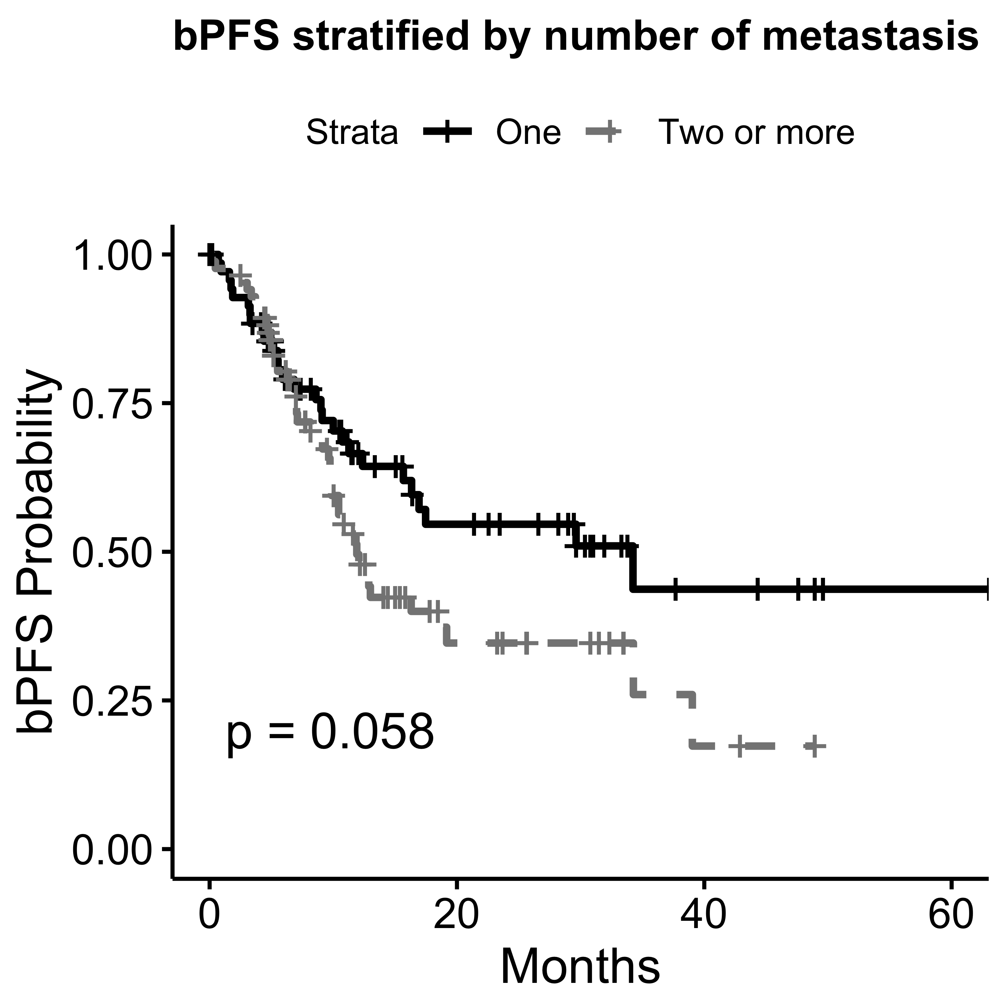 bPFS stratified by number of metastasis
Strata One Two or more
bPFS Probability
1.00
0.75
0.50
0.25
0.00
p = 0.058
0 20 40 60
Months